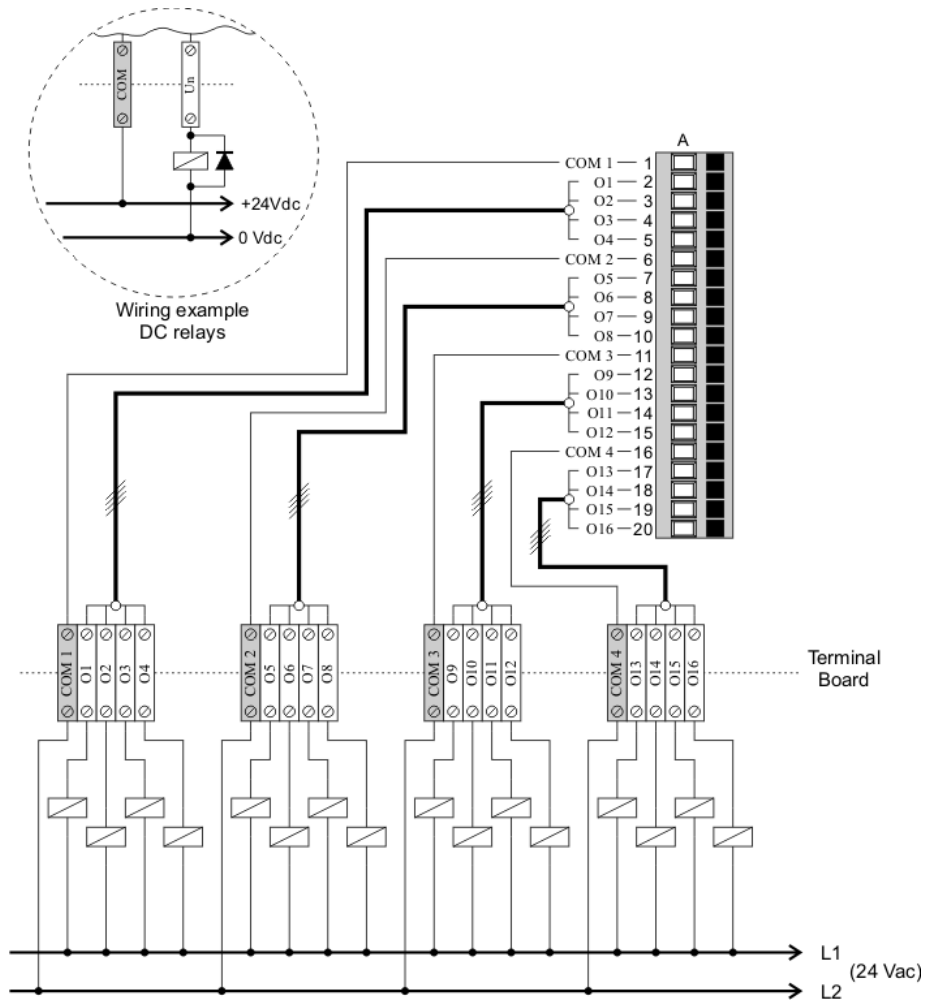 COM
Un
+24Vdc
0 Vdc
Wiring example
DC relays
A
COM 1 1
O1 2
O2 3
O3 4
O4 5
COM 2 6
O5 7
O6 8
O7 9
O8 10
COM 3 11
O9 12
O10 13
O11 14
O12 15
COM 4 16
O13 17
O14 18
O15 19
O16 20
COM 1 O1 O2 O3 O4
COM 2 O5 O6 O7 O8
COM 3 O9 O10 O11 O12
COM 4 O13 O14 O15 O16
Terminal
Board
L1
(24 Vac)
L2